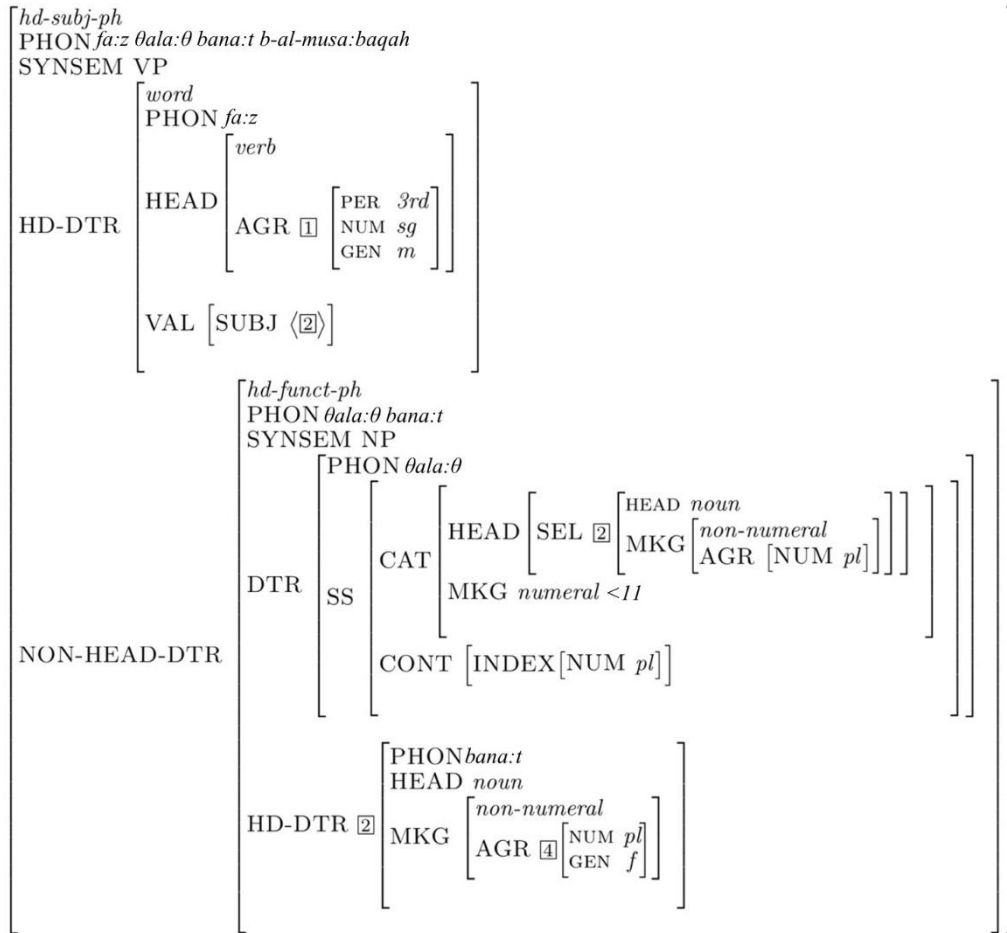 hd-subj-ph
PHON fa:z θala:θ bana:t b-al-musa:baqah
SYNSEM VP
HD-DTR
word
PHON fa:z
HEAD
verb
AGR 1
PER 3rd
NUM sg
GEN m
VAL [SUBJ ⟨2⟩]
NON-HEAD-DTR
hd-funct-ph
PHON θala:θ bana:t
SYNSEM NP
DTR
PHON θala:θ
SS
CAT
HEAD
SEL 2
HEAD noun
MKG
non-numeral
AGR [NUM pl]
MKG numeral <11
CONT [INDEX[NUM pl]]
HD-DTR 2
PHON bana:t
HEAD noun
MKG
non-numeral
AGR 4
NUM pl
GEN f